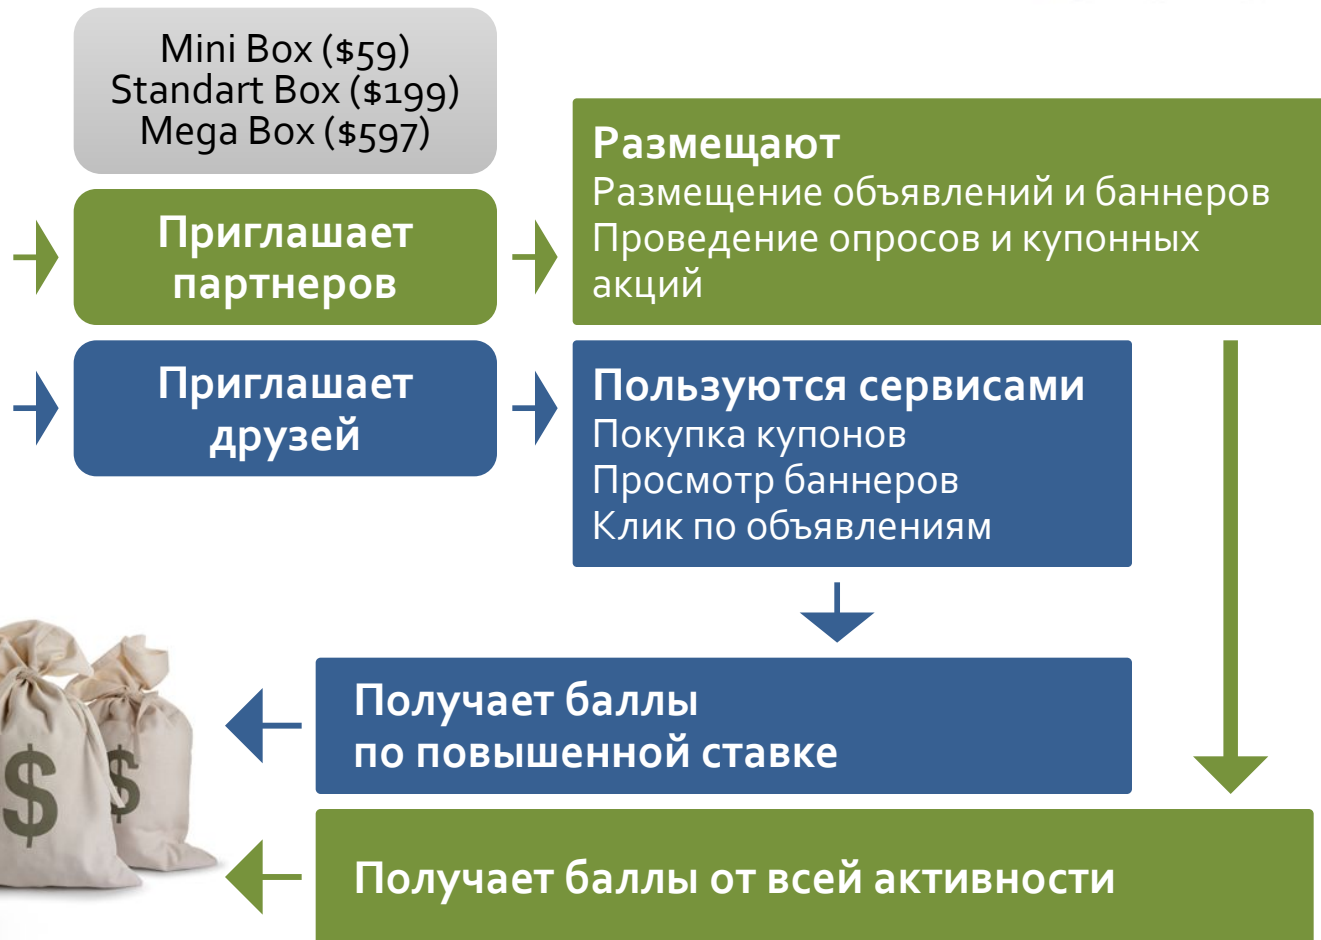 Mini Box ($59)
Standart Box ($199)
Mega Box ($597)
Размещают
Размещение объявлений и баннеров
Проведение опросов и купонных
акций
Приглашает
партнеров
Приглашает
друзей
Пользуются сервисами
Покупка купонов
Просмотр баннеров
Клик по объявлениям
Получает баллы
по повышенной ставке
$
$
Получает баллы от всей активности